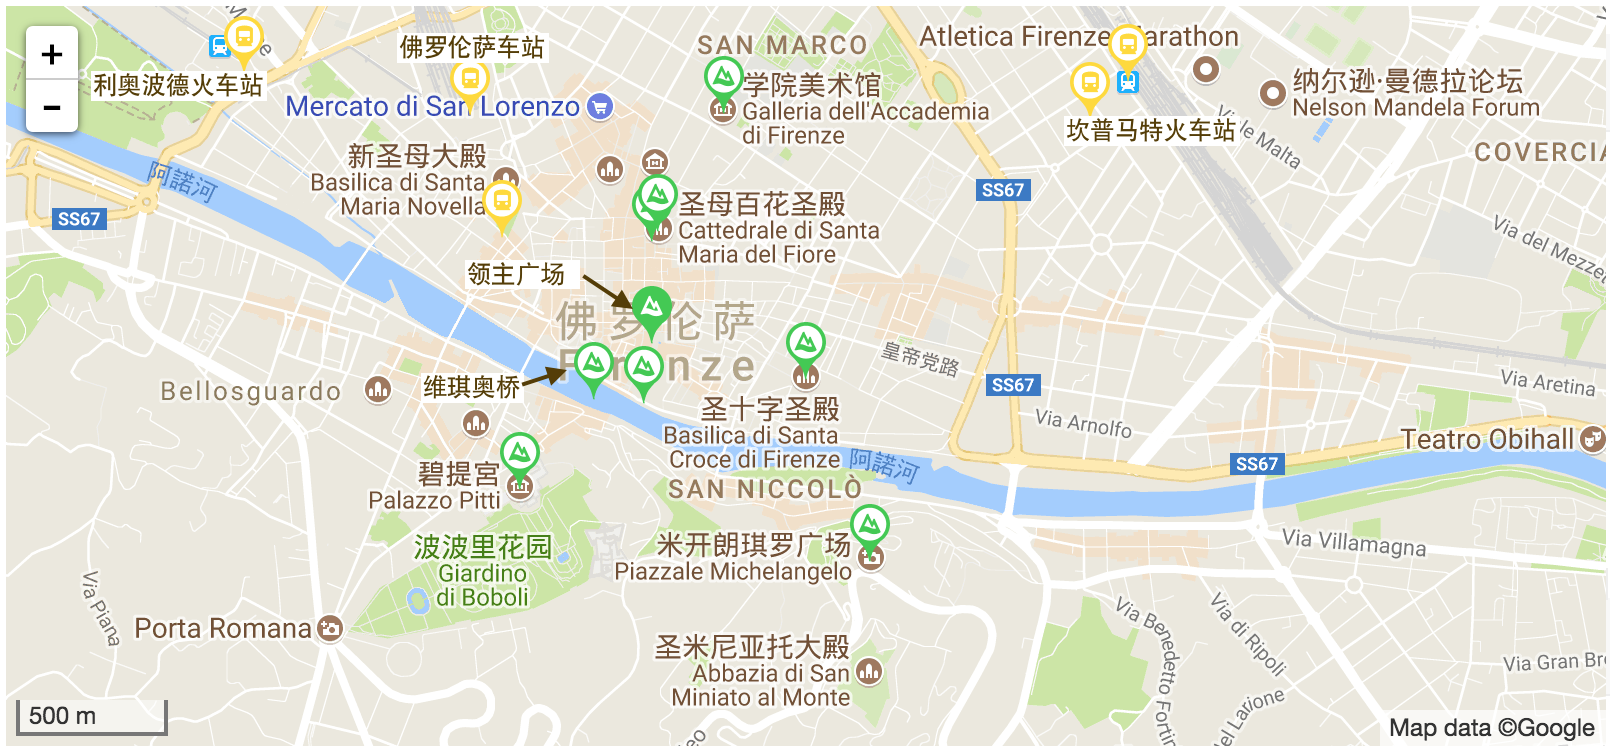 +
-
利奥波德火车站
佛罗伦萨车站
SAN MARCO
Atletica Firenze Marathon
学院美术馆
Galleria dell'Accademia
di Firenze
纳尔逊·曼德拉论坛
Nelson Mandela Forum
Mercato di San Lorenzo
坎普马特火车站
Viale Malta
COVERCIA
新圣母大殿
Basilica di Santa
Maria Novella
阿諾河
SS67
SS67
圣母百花圣殿
Cattedrale di Santa
Maria del Fiore
Via del Mezzet
领主广场
佛罗伦萨
Firenze
皇帝党路
维琪奥桥
Bellosguardo
SS67
Via Aretina
圣十字圣殿
Basilica di Santa
Croce di Firenze
Via Arnolfo
Teatro Obihall
阿諾河
SS67
碧提宮
Palazzo Pitti
SAN NICCOLÒ
波波里花园
Giardino
di Boboli
米开朗琪罗广场
Piazzale Michelangelo
Via Villamagna
Via Piana
Porta Romana
Via Benedetto Fortin
Via di Ripoli
圣米尼亚托大殿
Abbazia di San
Miniato al Monte
Via Gran Br
500 m
Map data ©Google